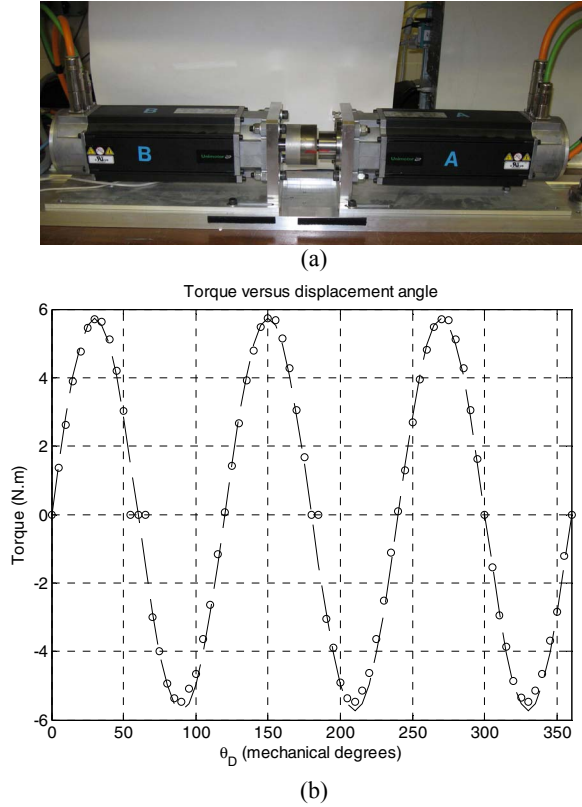 B
A
B
A
(a)
Torque versus displacement angle
6
4
2
0
-2
-4
-6
Torque (N.m)
0
50
100
150
200
250
300
350
θD (mechanical degrees)
(b)